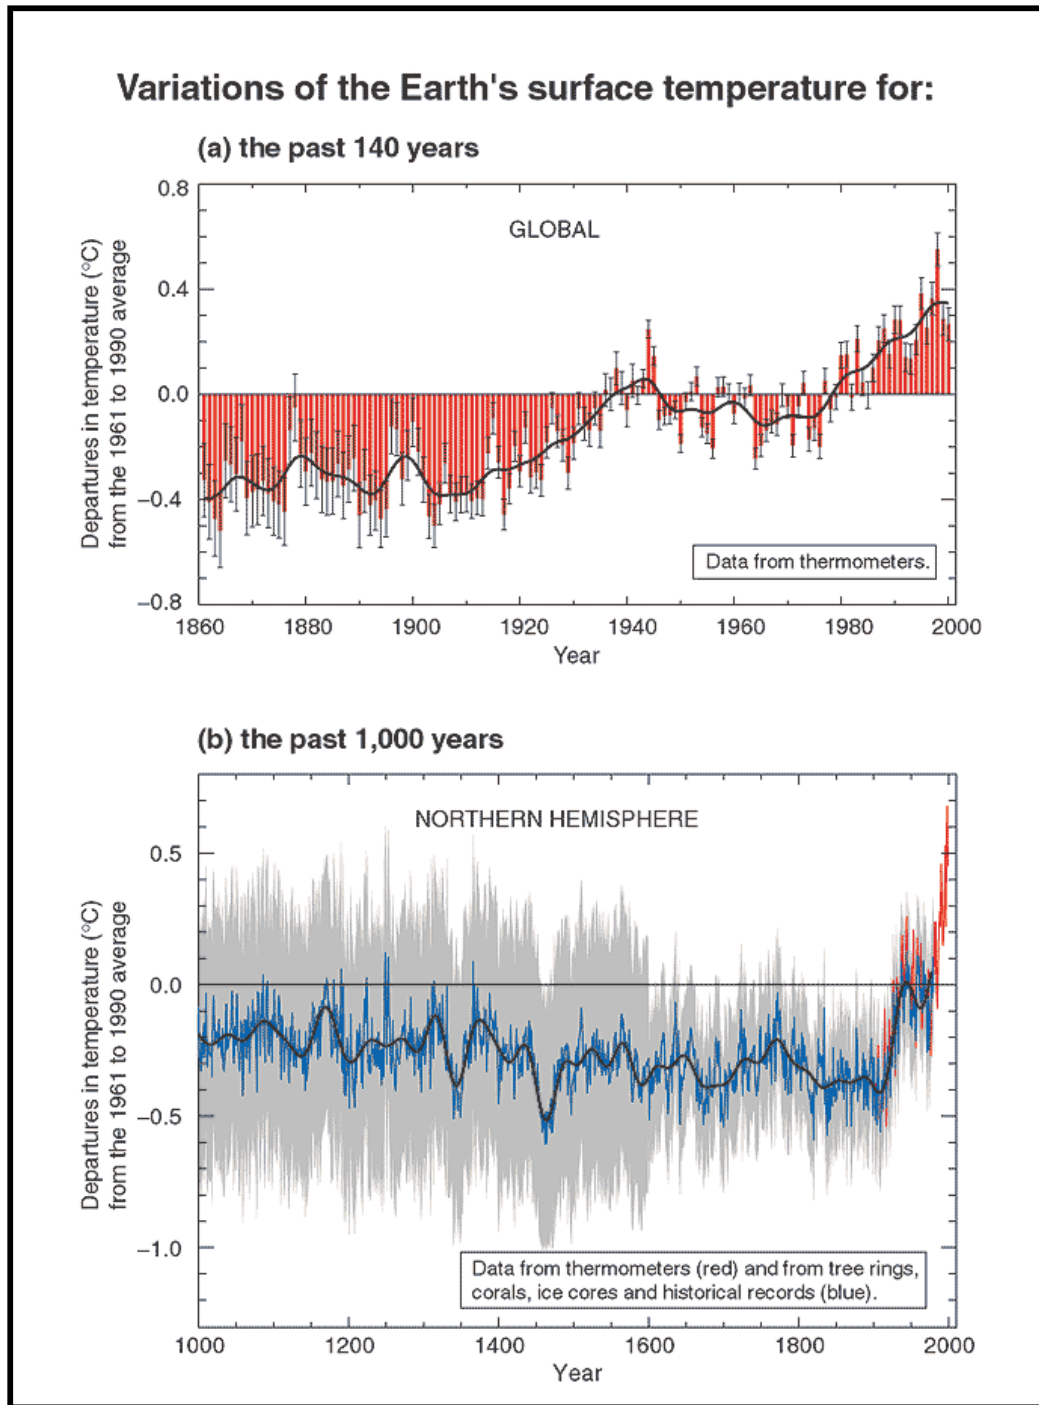 Variations of the Earth's surface temperature for:
(a) the past 140 years
GLOBAL
Departures in temperature (°C)
from the 1961 to 1990 average
0.8
0.4
0.0
−0.4
−0.8
Data from thermometers.
1860
1880
1900
1920
1940
1960
1980
2000
Year
(b) the past 1,000 years
NORTHERN HEMISPHERE
Departures in temperature (°C)
from the 1961 to 1990 average
0.5
0.0
−0.5
−1.0
Data from thermometers (red) and from tree rings,
corals, ice cores and historical records (blue).
1000
1200
1400
1600
1800
2000
Year